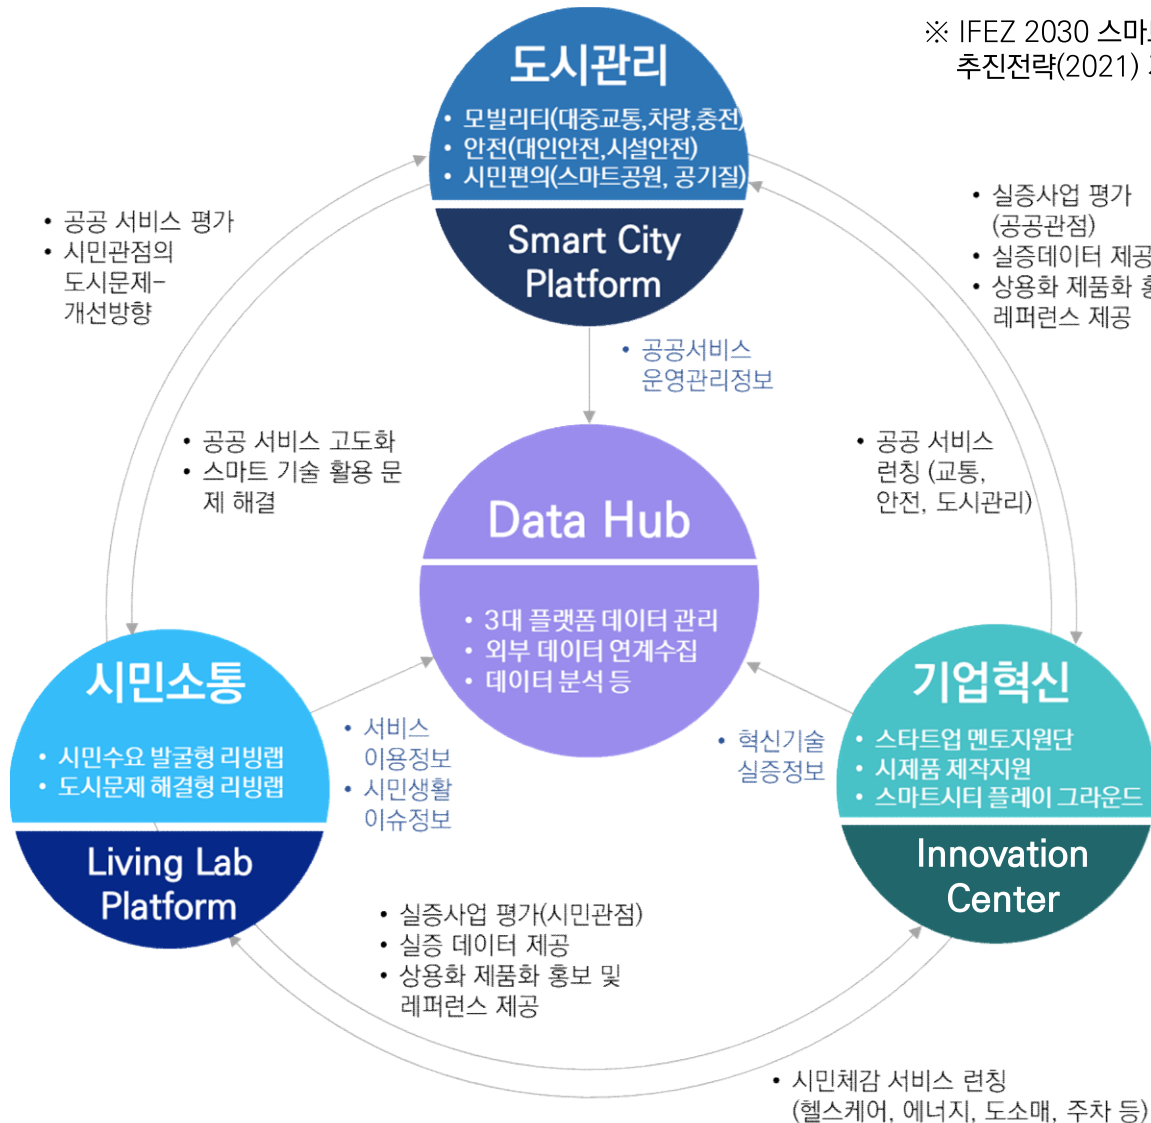 ※ IFEZ 2030
추진전략(2021)
도시관리
• 모빌리티(대중교통,차량,충전)
• 안전(대인안전,시설안전)
• 시민편의(스마트공원, 공기질)
Smart City
Platform
• 공공 서비스 평가
• 시민관점의
도시문제-
개선방향
• 실증사업 평가
(공공관점)
• 실증데이터 제공
• 상용화 제품화
레퍼런스 제공
• 공공서비스
운영관리정보
• 공공 서비스 고도화
• 스마트 기술 활용 문
제 해결
• 공공 서비스
런칭 (교통,
안전, 도시관리)
Data Hub
• 3대 플랫폼 데이터 관리
• 외부 데이터 연계수집
• 데이터 분석 등
시민소통
• 시민수요 발굴형 리빙랩
• 도시문제 해결형 리빙랩
Living Lab
Platform
• 서비스
이용정보
• 시민생활
이슈정보
• 혁신기술
실증정보
기업혁신
• 스타트업 멘토지원단
• 시제품 제작지원
• 스마트시티 플레이 그라운드
Innovation
Center
• 실증사업 평가(시민관점)
• 실증 데이터 제공
• 상용화 제품화 홍보 및
레퍼런스 제공
• 시민체감 서비스 런칭
(헬스케어, 에너지, 도소매, 주차 등)